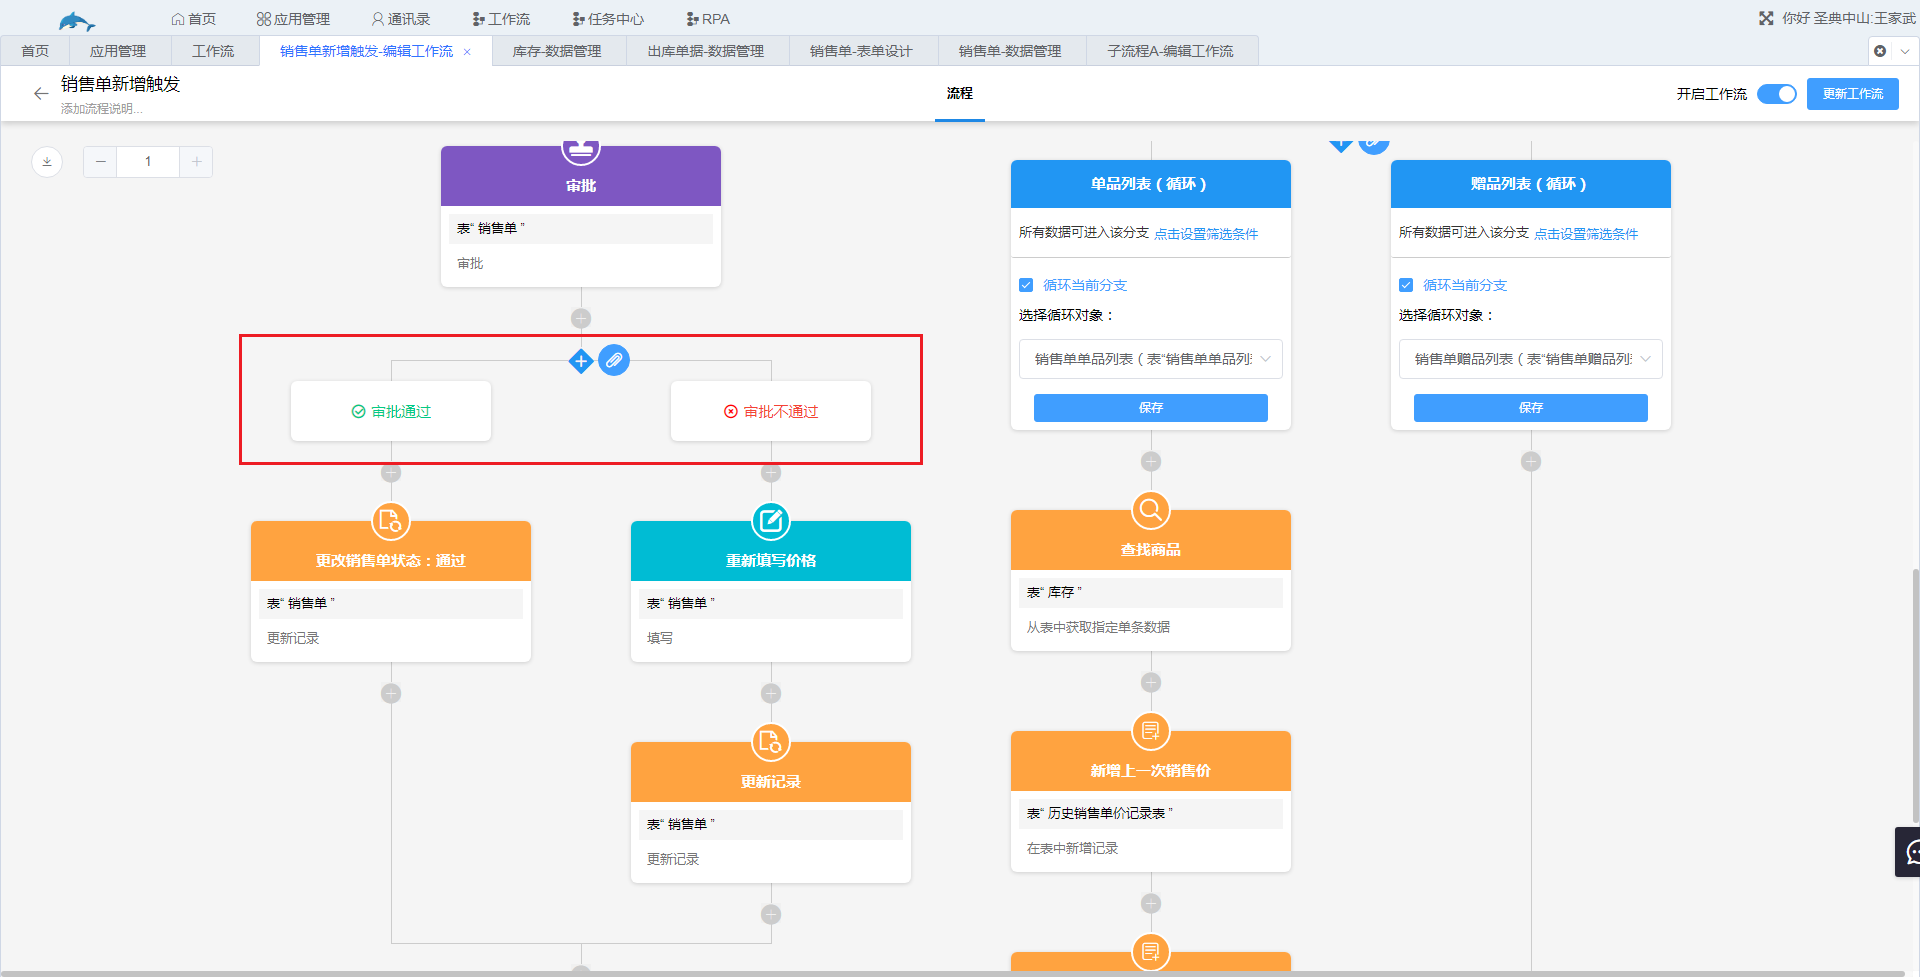 首页
应用管理
通讯录
工作流
任务中心
RPA
你好 圣典中山:王家武
首页
应用管理
工作流
销售单新增触发-编辑工作流
库存-数据管理
出库单据-数据管理
销售单-表单设计
销售单-数据管理
子流程A-编辑工作流
销售单新增触发
添加流程说明...
流程
开启工作流
更新工作流
1
审批
表“ 销售单 ”
审批
审批通过
审批不通过
更改销售单状态：通过
表“ 销售单 ”
更新记录
重新填写价格
表“ 销售单 ”
填写
更新记录
表“ 销售单 ”
更新记录
单品列表 ( 循环 )
所有数据可进入该分支 点击设置筛选条件
循环当前分支
选择循环对象：
销售单单品列表（表“销售单单品列
保存
查找商品
表“ 库存 ”
从表中获取指定单条数据
新增上一次销售价
表“ 历史销售单价记录表 ”
在表中新增记录
赠品列表 ( 循环 )
所有数据可进入该分支 点击设置筛选条件
循环当前分支
选择循环对象：
销售单赠品列表（表“销售单赠品列
保存